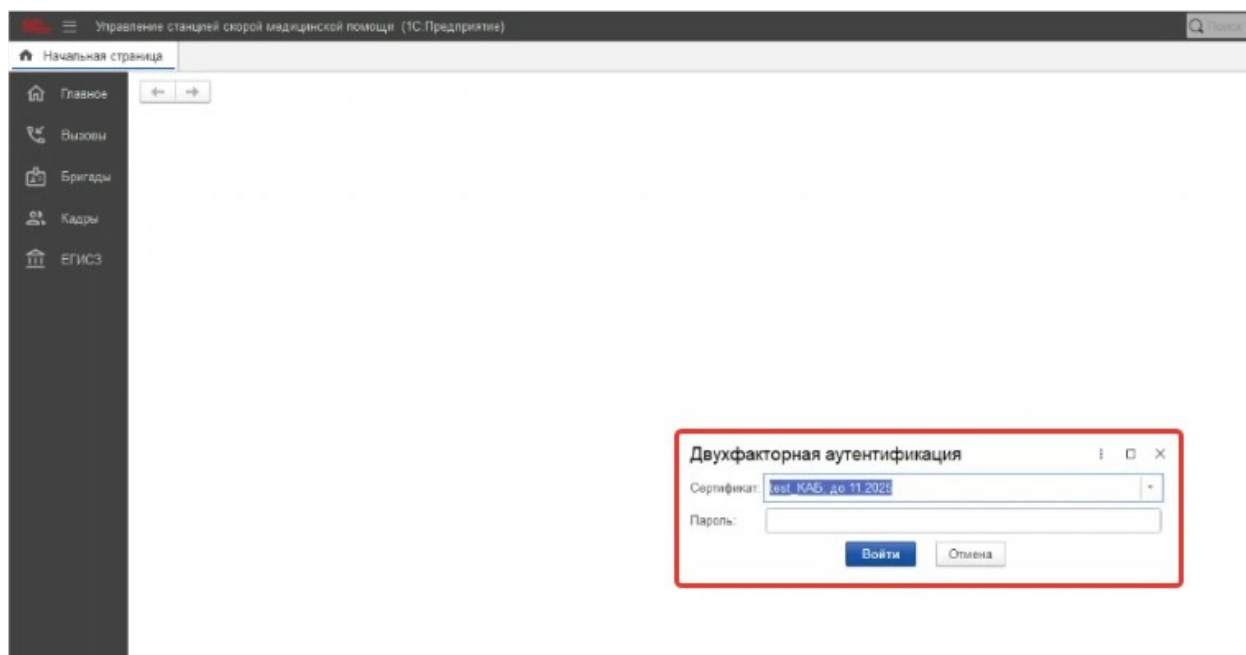 Управление станцией скорой медицинской помощи (1С:Предприятие)
Поиск
Начальная страница
Главное
Вызовы
Бригады
Кадры
ЕГИСЗ
Двухфакторная аутентификация
Сертификат: test_КАБ, до 11.2025
Пароль:
Войти Отмена